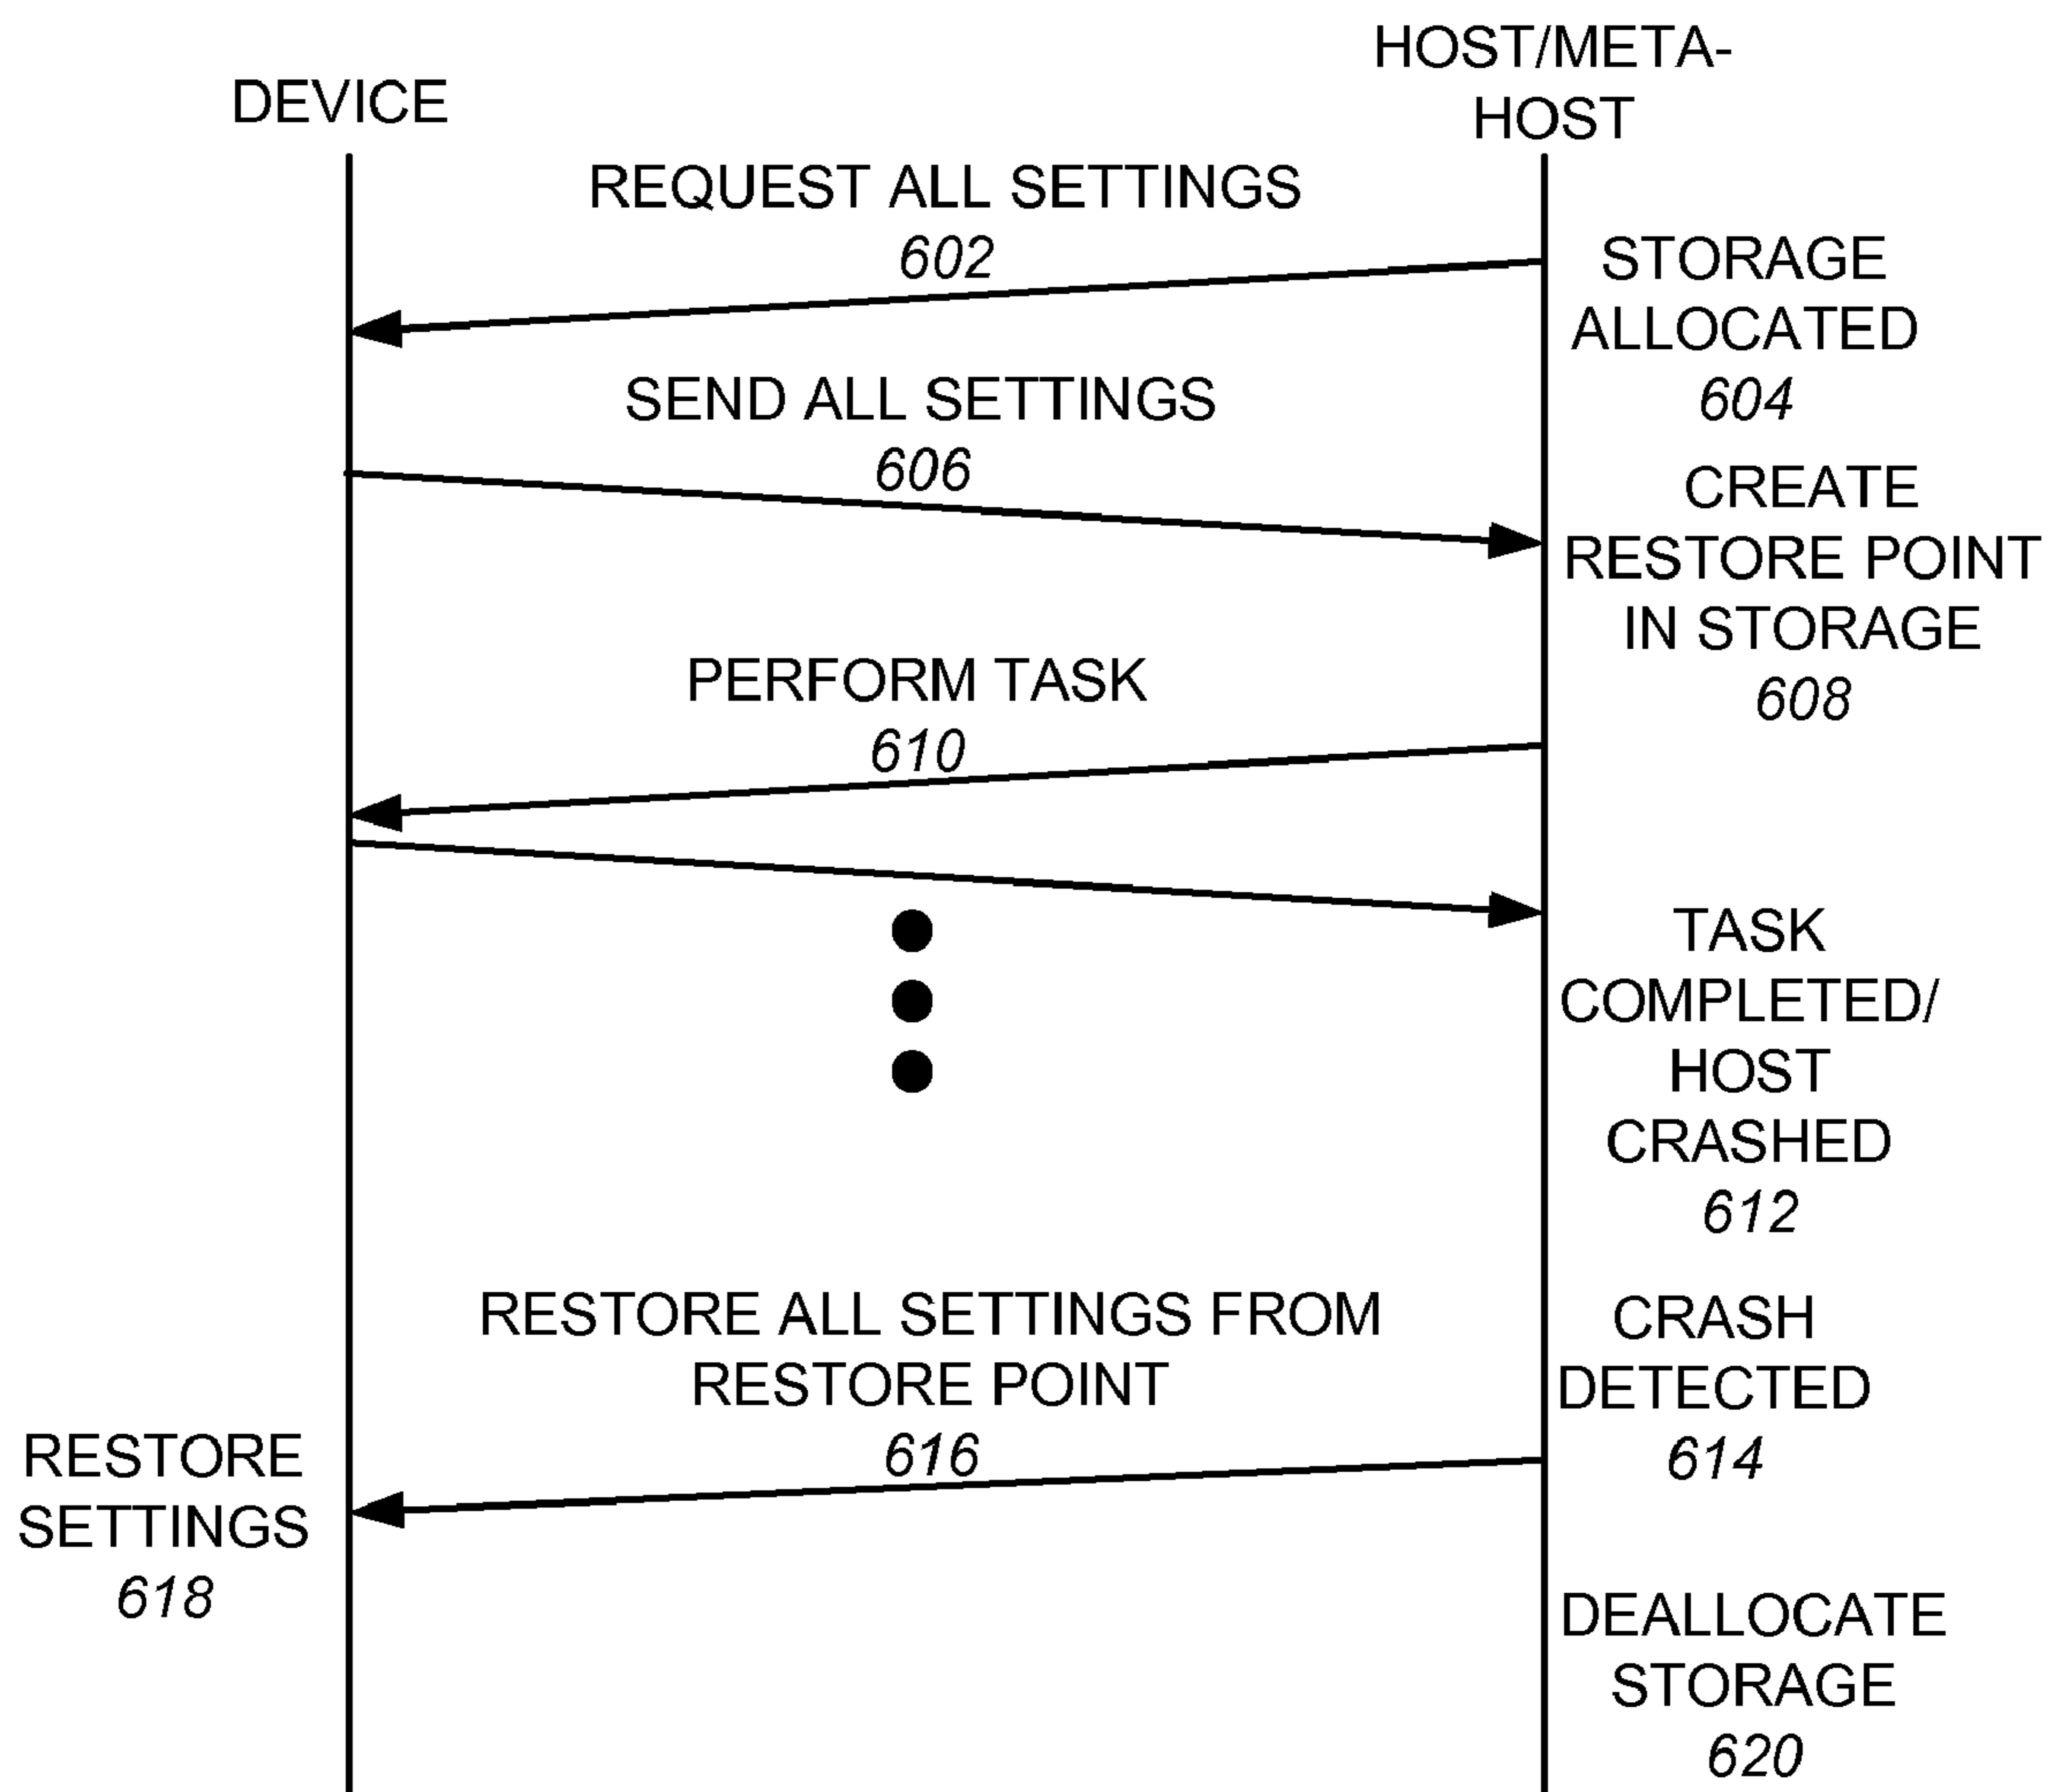 DEVICE
HOST/META-
HOST
REQUEST ALL SETTINGS
602
STORAGE
ALLOCATED
604
SEND ALL SETTINGS
606
CREATE
RESTORE POINT
IN STORAGE
608
PERFORM TASK
610
TASK
COMPLETED/
HOST
CRASHED
612
CRASH
DETECTED
614
RESTORE ALL SETTINGS FROM
RESTORE POINT
616
RESTORE
SETTINGS
618
DEALLOCATE
STORAGE
620